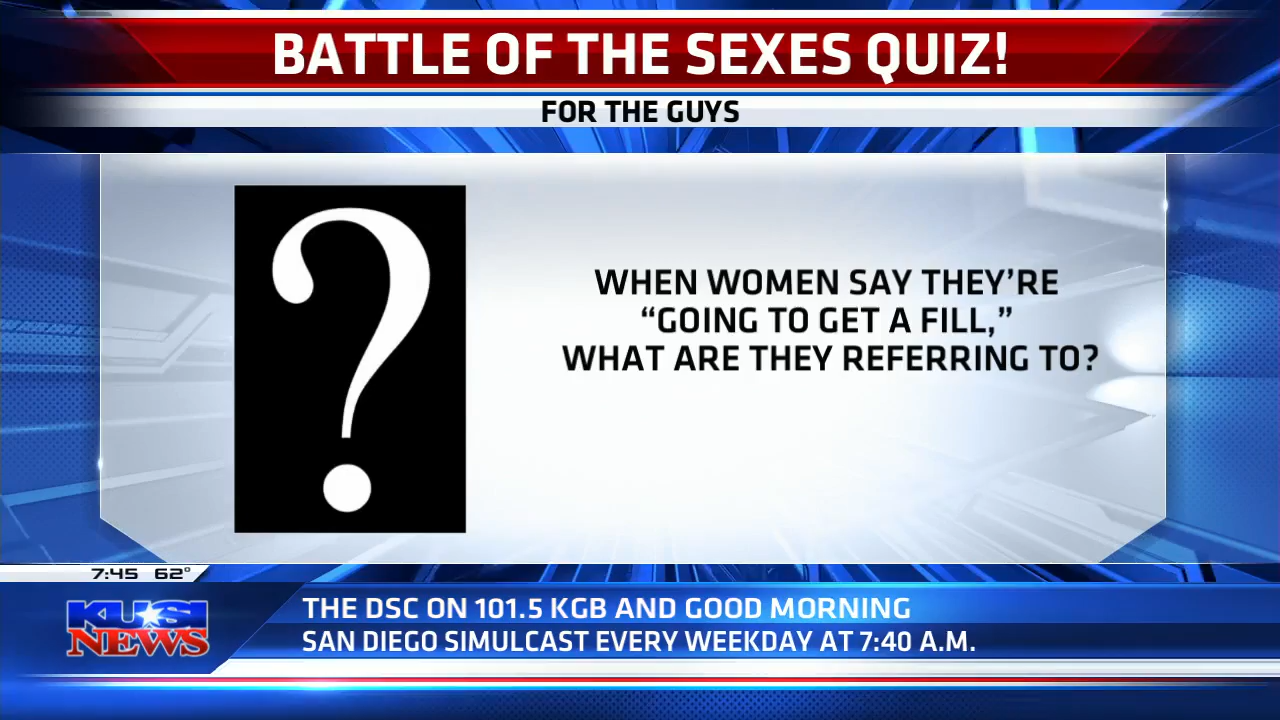 BATTLE OF THE SEXES QUIZ!
FOR THE GUYS
?
WHEN WOMEN SAY THEY’RE
“GOING TO GET A FILL,”
WHAT ARE THEY REFERRING TO?
7:45 62°
KUSI
NEWS
THE DSC ON 101.5 KGB AND GOOD MORNING
SAN DIEGO SIMULCAST EVERY WEEKDAY AT 7:40 A.M.